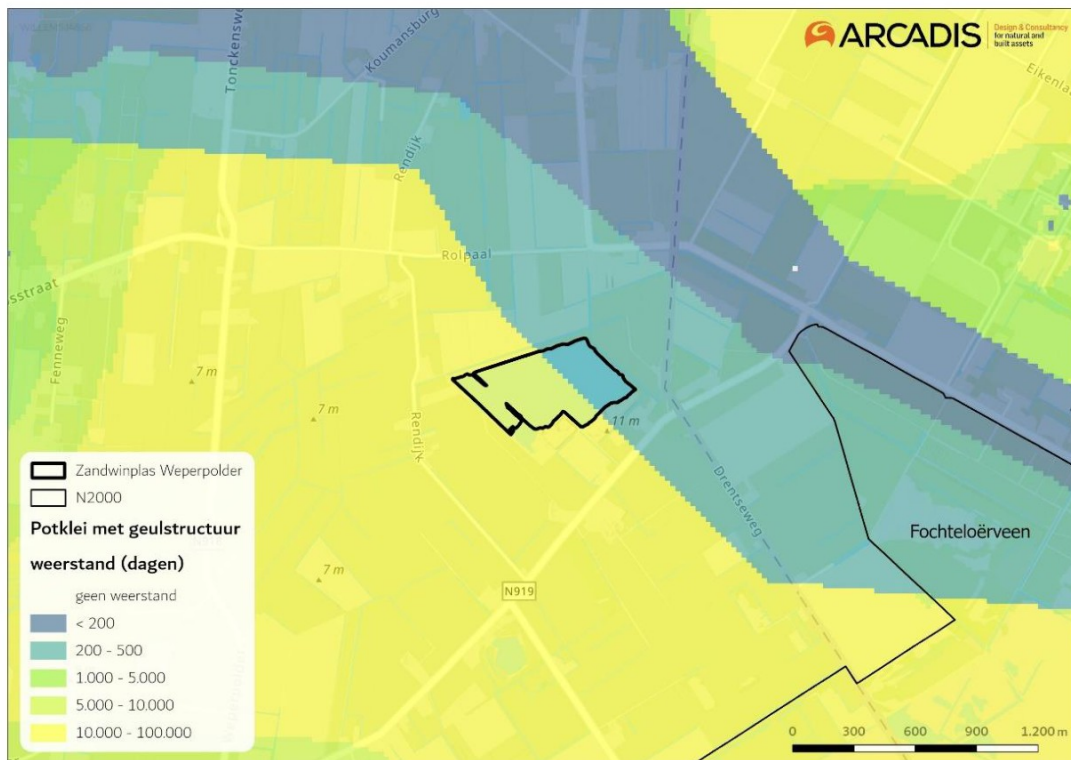 ARCADIS
Design & Consultancy
for natural and
built assets
Koumansburg
Rendijk
Rolpaal
Fenneweg
7 m
7 m
Rendijk
11 m
Drentseweg
Fochteloërveen
7 m
N919
Zandwinplas Weperpolder
N2000
Potklei met geulstructuur
weerstand (dagen)
geen weerstand
< 200
200 - 500
1.000 - 5.000
5.000 - 10.000
10.000 - 100.000
0 300 600 900 1.200 m